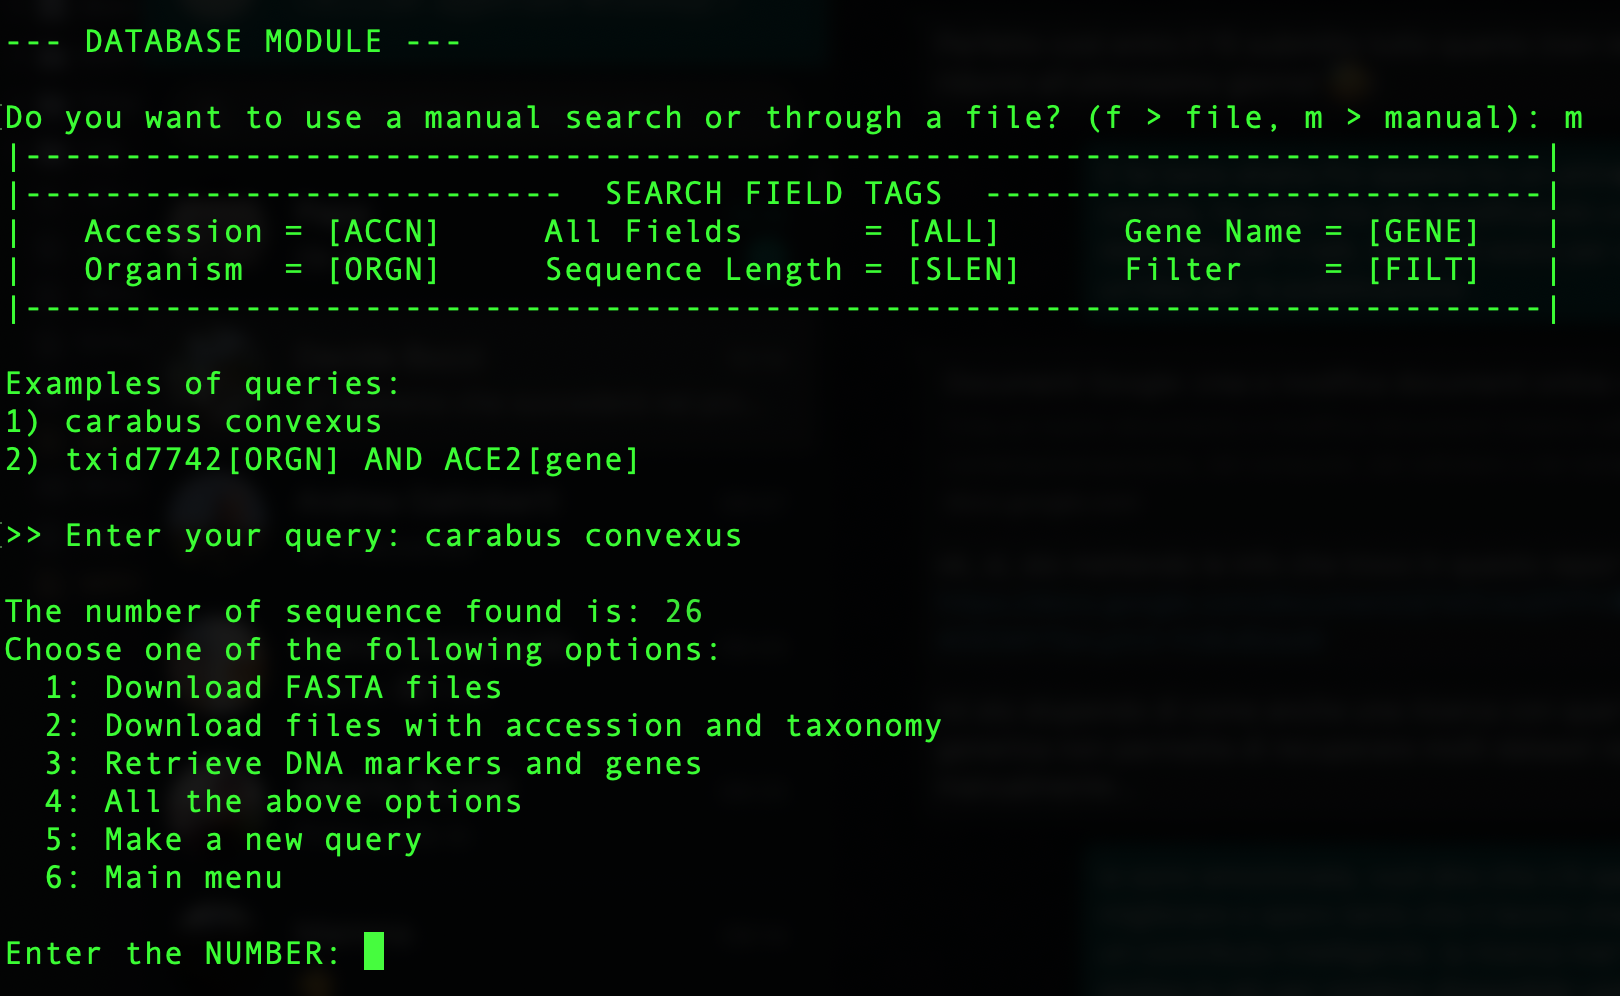 --- DATABASE MODULE ---
Do you want to use a manual search or through a file? (f > file, m > manual): m
|----------------------------------------------------------------------------|
|---------------------------  SEARCH FIELD TAGS  ----------------------------|
|   Accession = [ACCN]     All Fields      = [ALL]      Gene Name = [GENE]   |
|   Organism  = [ORGN]     Sequence Length = [SLEN]     Filter    = [FILT]   |
|----------------------------------------------------------------------------|
Examples of queries:
1) carabus convexus
2) txid7742[ORGN] AND ACE2[gene]
>> Enter your query: carabus convexus
The number of sequence found is: 26
Choose one of the following options:
  1: Download FASTA files
  2: Download files with accession and taxonomy
  3: Retrieve DNA markers and genes
  4: All the above options
  5: Make a new query
  6: Main menu
Enter the NUMBER: